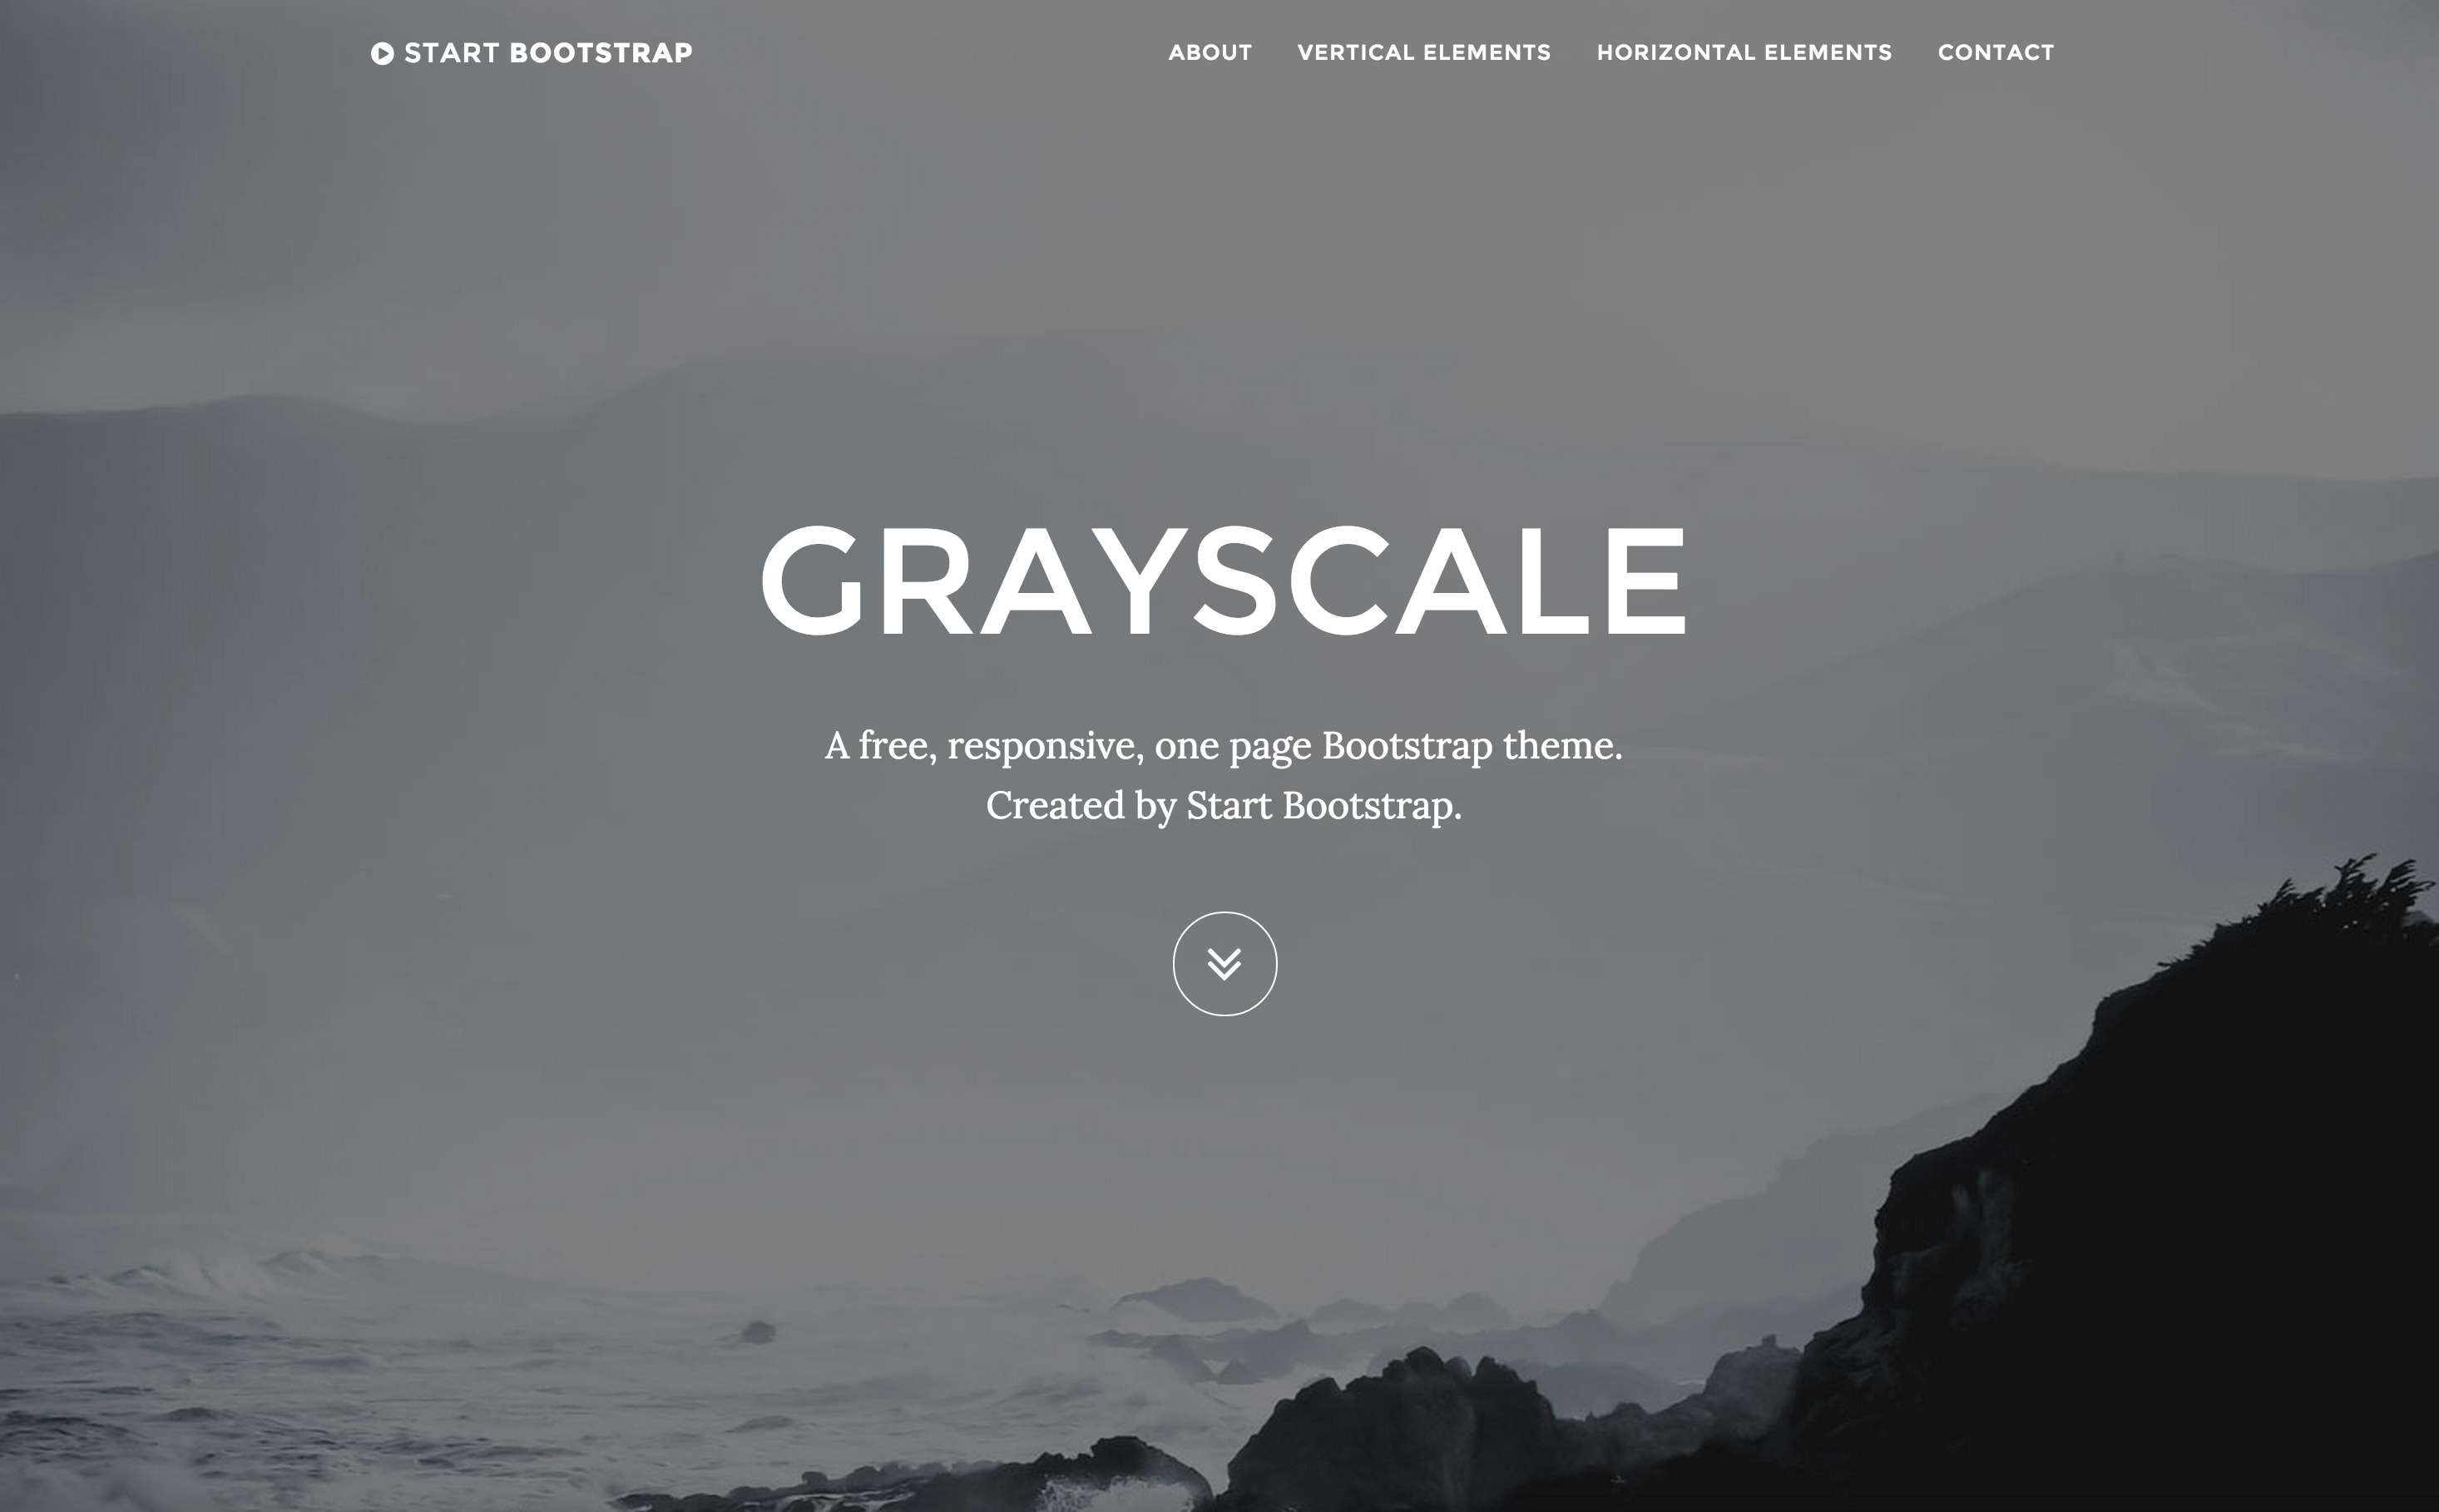 START BOOTSTRAP
ABOUT VERTICAL ELEMENTS HORIZONTAL ELEMENTS CONTACT
GRAYSCALE
A free, responsive, one page Bootstrap theme.
Created by Start Bootstrap.